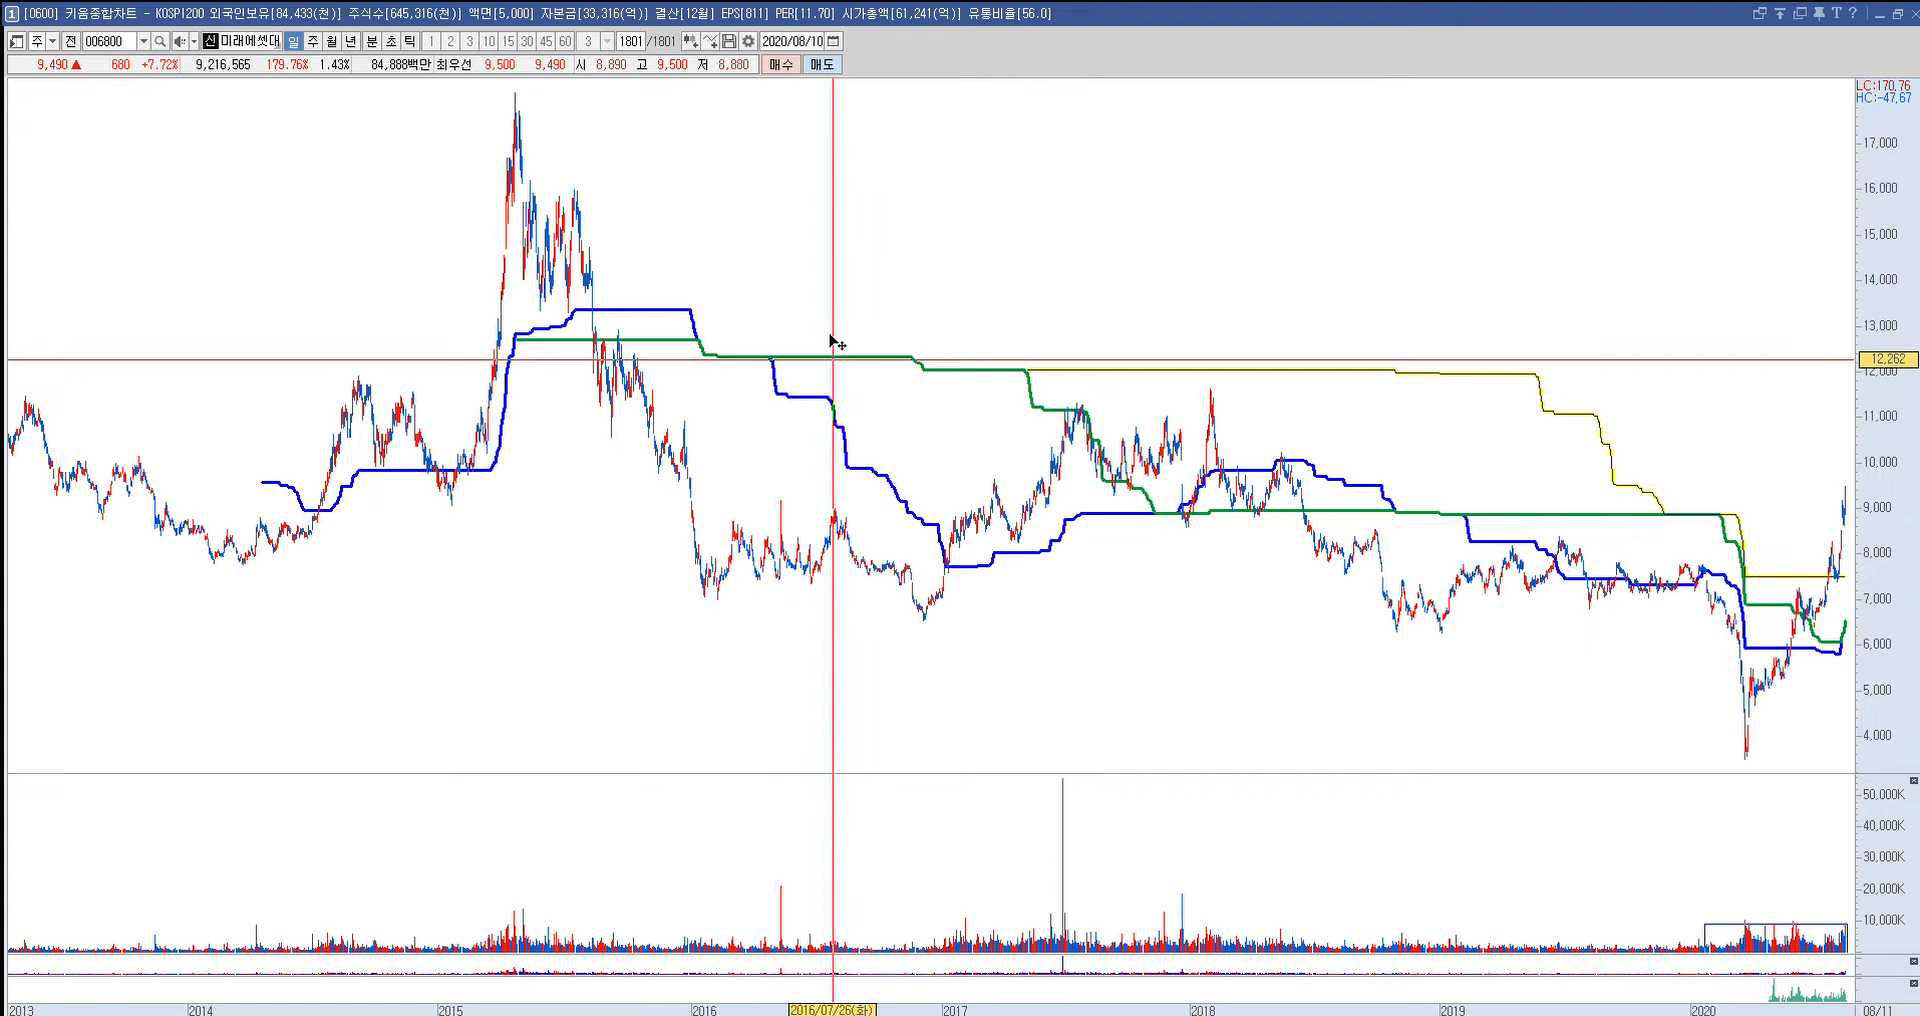 1 [0600] 키움종합차트 - KOSPI200 외국인보유[84,433(천)] 주식수[645,316(천)] 액면[5,000] 자본금[33,316(억)] 결산[12월] EPS[811] PER[11.70] 시가총액[61,241(억)] 유통비율[56.0]
주 전 006800 신 미래에셋대 일 주 월 년 분 초 틱 1 2 3 10 15 30 45 60 3 1801 /1801 2020/08/10
9,490 ▲ 680 +7.72% 9,216,565 179.76% 1.43% 84,888백만 최우선 9,500 9,490 시 8,890 고 9,500 저 8,880 매수 매도
LC:170,76
HC:-47,67
17,000
16,000
15,000
14,000
13,000
12,262
12,000
11,000
10,000
9,000
8,000
7,000
6,000
5,000
4,000
50,000K
40,000K
30,000K
20,000K
10,000K
2013 2014 2015 2016 2016/07/26(화) 2017 2018 2019 2020 08/11